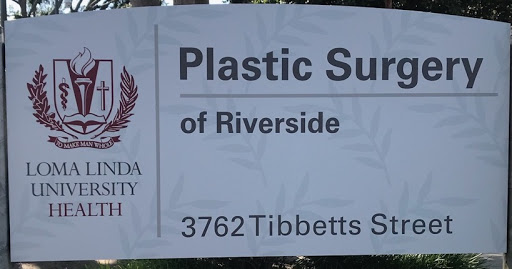 TO MAKE MAN WHOLE
LOMA LINDA
UNIVERSITY
HEALTH
Plastic Surgery
of Riverside
3762 Tibbetts Street